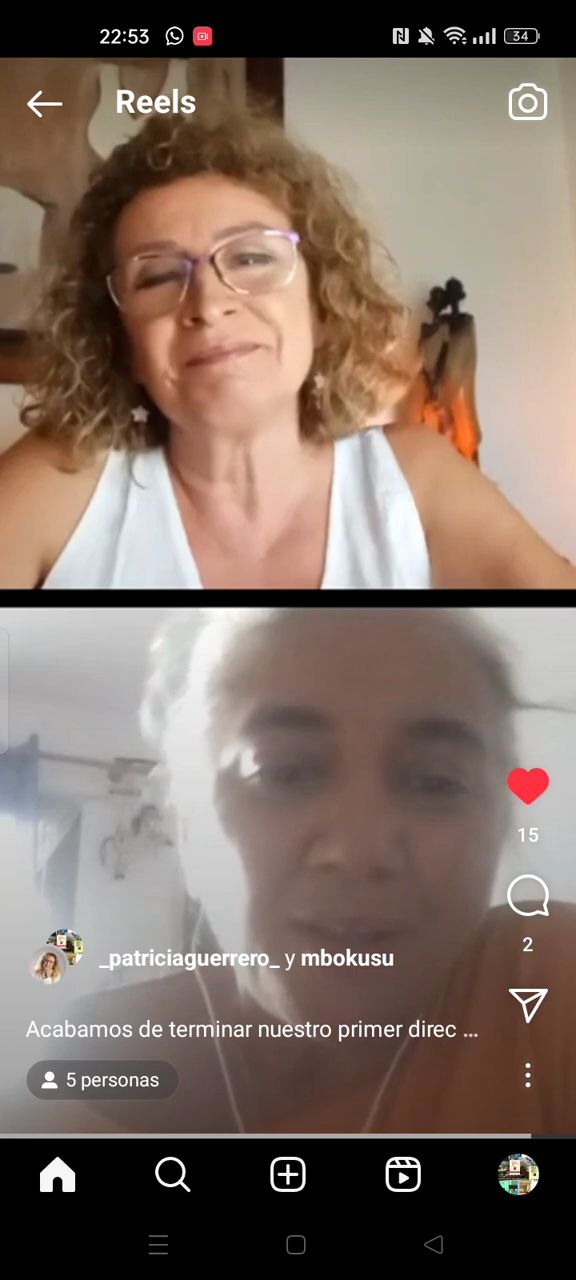 22:53
34
Reels
15
2
_patriciaguerrero_ y mbokusu
Acabamos de terminar nuestro primer direc ...
5 personas